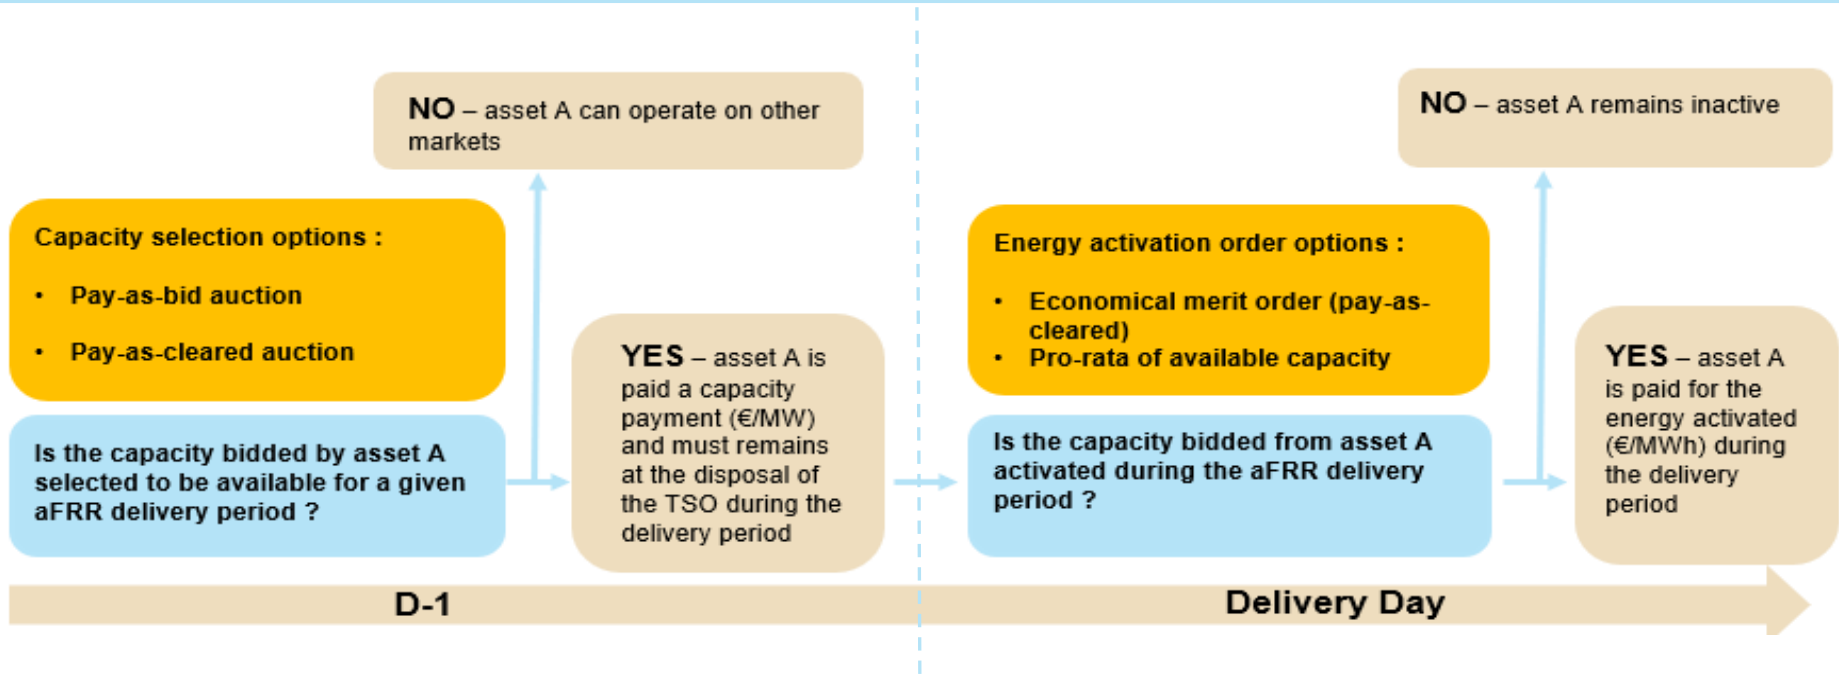 NO – asset A can operate on other
markets
Capacity selection options :
• Pay-as-bid auction
• Pay-as-cleared auction
Is the capacity bidded by asset A
selected to be available for a given
aFRR delivery period ?
YES – asset A is
paid a capacity
payment (€/MW)
and must remains
at the disposal of
the TSO during the
delivery period
D-1
NO – asset A remains inactive
Energy activation order options :
• Economical merit order (pay-as-
cleared)
• Pro-rata of available capacity
Is the capacity bidded from asset A
activated during the aFRR delivery
period ?
YES – asset A
is paid for the
energy activated
(€/MWh) during
the delivery
period
Delivery Day